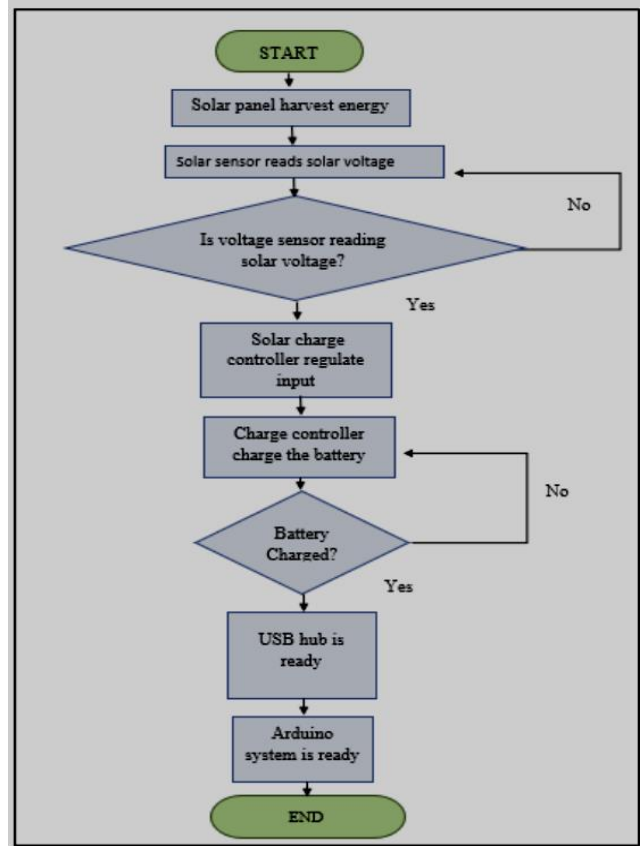 START
Solar panel harvest energy
Solar sensor reads solar voltage
No
Is voltage sensor reading
solar voltage?
Yes
Solar charge
controller regulate
input
Charge controller
charge the battery
No
Battery
Charged?
Yes
USB hub is
ready
Arduino
system is ready
END